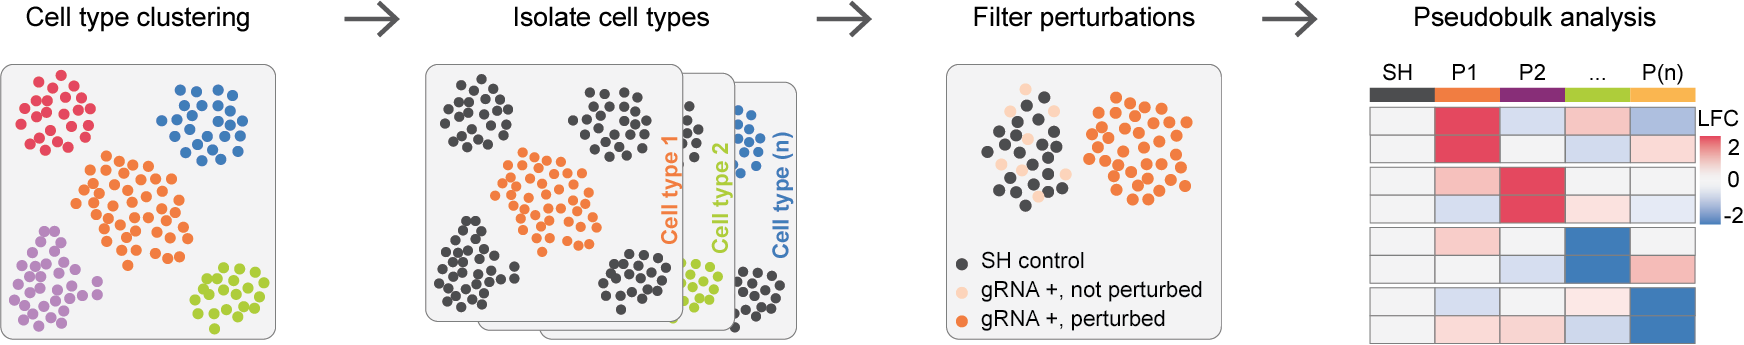 Cell type clustering
Isolate cell types
Filter perturbations
Pseudobulk analysis
Cell type 1
Cell type 2
Cell type (n)
SH control
gRNA +, not perturbed
gRNA +, perturbed
SH P1 P2 ... P(n)
LFC
2
0
-2